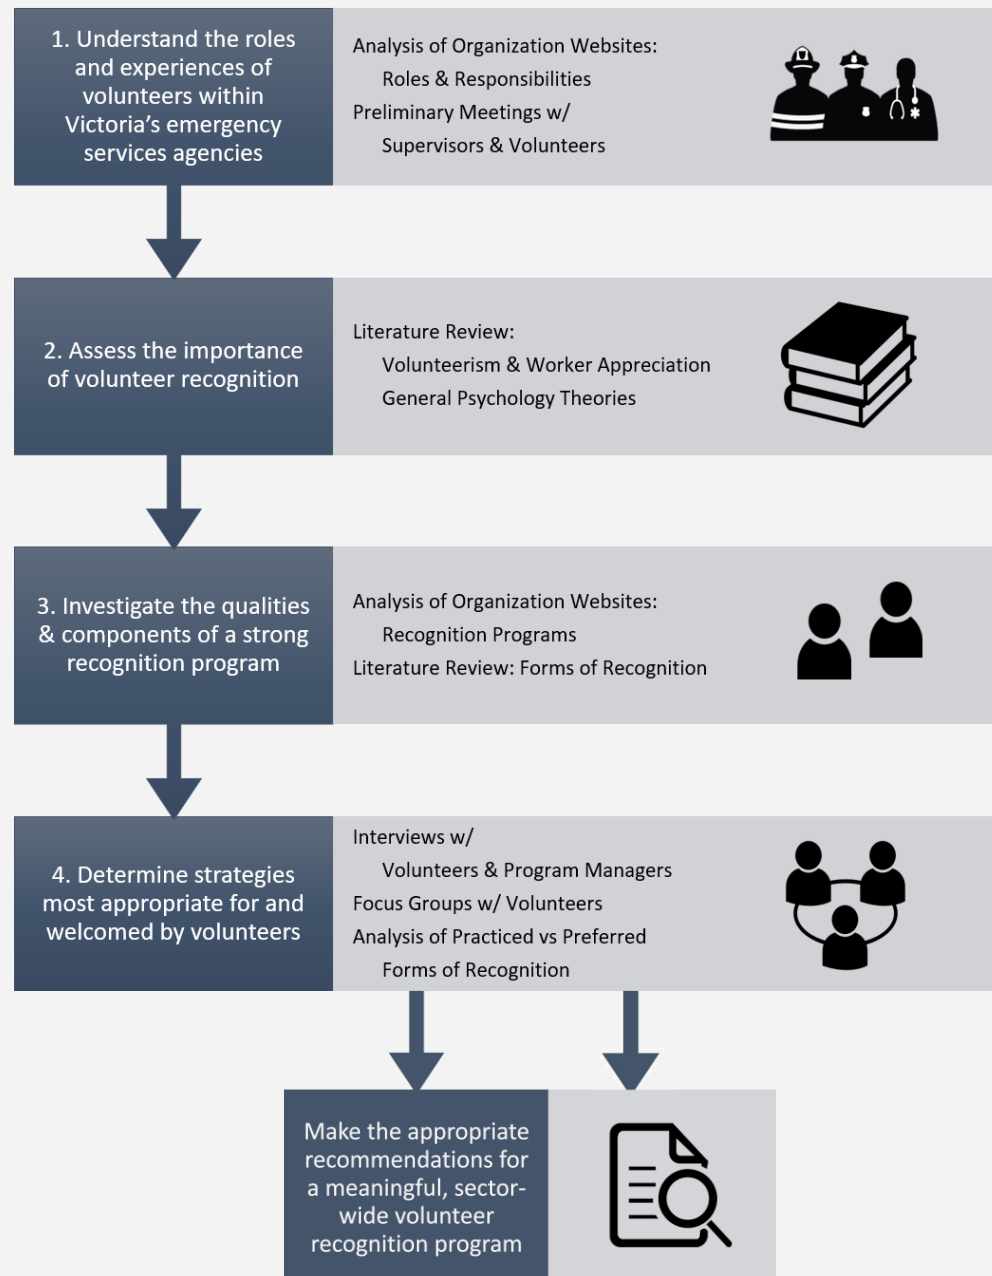 1. Understand the roles
and experiences of
volunteers within
Victoria's emergency
services agencies
Analysis of Organization Websites:
Roles & Responsibilities
Preliminary Meetings w/
Supervisors & Volunteers
2. Assess the importance
of volunteer recognition
Literature Review:
Volunteerism & Worker Appreciation
General Psychology Theories
3. Investigate the qualities
& components of a strong
recognition program
Analysis of Organization Websites:
Recognition Programs
Literature Review: Forms of Recognition
4. Determine strategies
most appropriate for and
welcomed by volunteers
Interviews w/
Volunteers & Program Managers
Focus Groups w/ Volunteers
Analysis of Practiced vs Preferred
Forms of Recognition
Make the appropriate
recommendations for
a meaningful, sector-
wide volunteer
recognition program